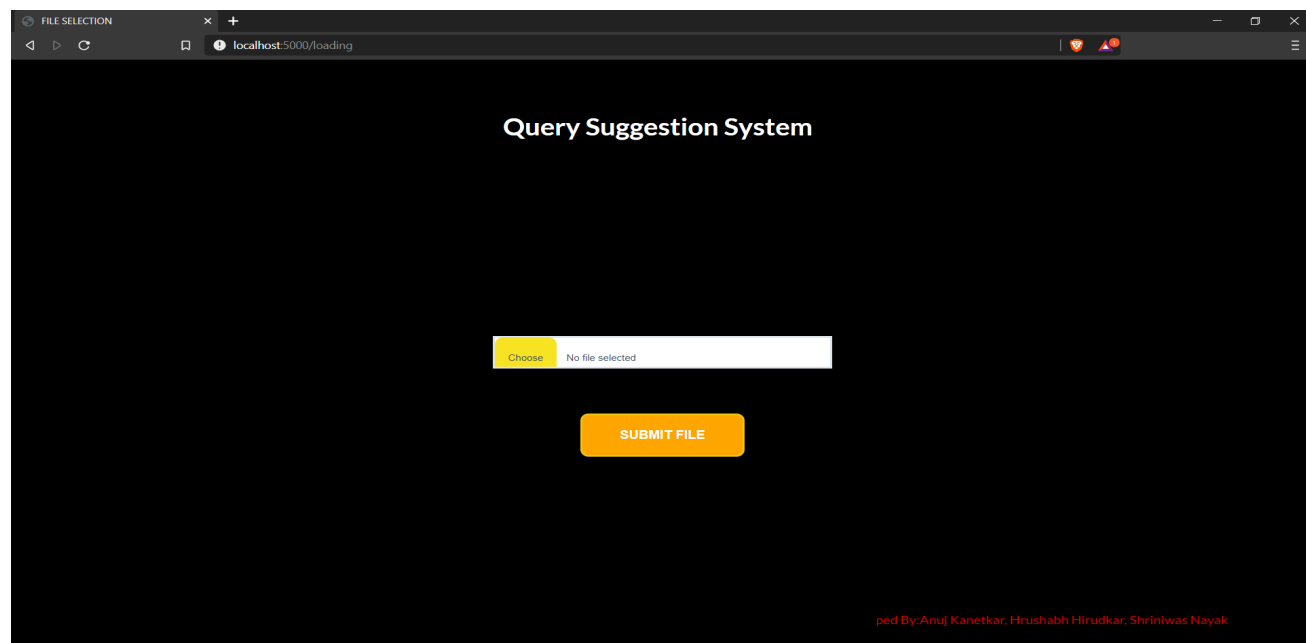 FILE SELECTION
localhost:5000/loading
Query Suggestion System
Choose No file selected
SUBMIT FILE
ped By:Anuj Kanetkar, Hrushabh Hirudkar, Shriniwas Nayak